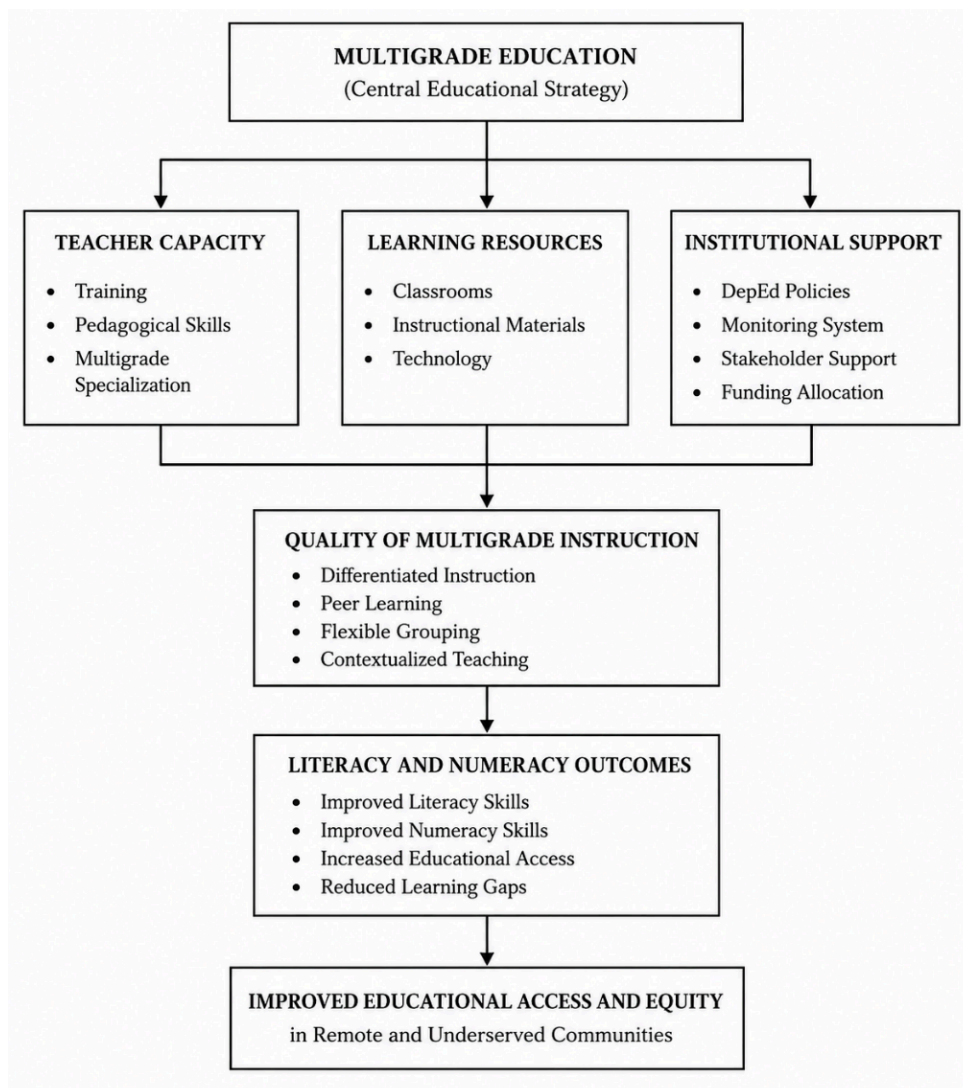 MULTIGRADE EDUCATION
(Central Educational Strategy)
TEACHER CAPACITY
• Training
• Pedagogical Skills
• Multigrade
Specialization
LEARNING RESOURCES
• Classrooms
• Instructional Materials
• Technology
INSTITUTIONAL SUPPORT
• DepEd Policies
• Monitoring System
• Stakeholder Support
• Funding Allocation
QUALITY OF MULTIGRADE INSTRUCTION
• Differentiated Instruction
• Peer Learning
• Flexible Grouping
• Contextualized Teaching
LITERACY AND NUMERACY OUTCOMES
• Improved Literacy Skills
• Improved Numeracy Skills
• Increased Educational Access
• Reduced Learning Gaps
IMPROVED EDUCATIONAL ACCESS AND EQUITY
in Remote and Underserved Communities